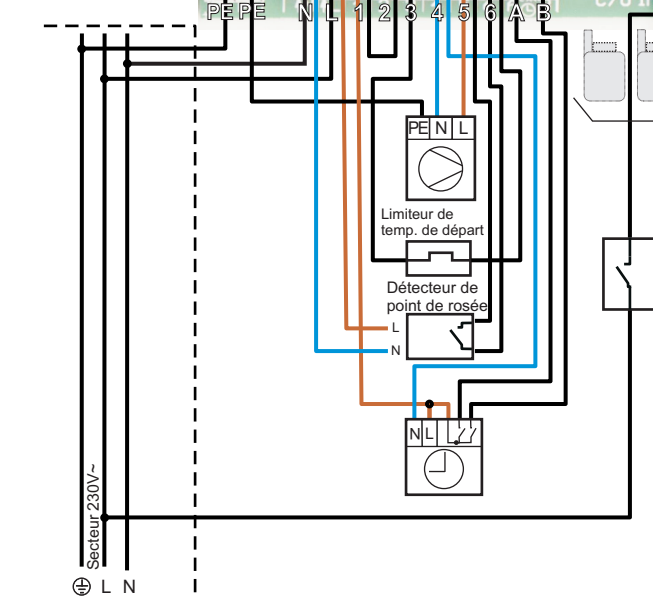 PE PE N L 1 2 3 4 5 6 A B
PE N L
Limiteur de
temp. de départ
Détecteur de
point de rosée
L
N
N L
Secteur 230V~
L N